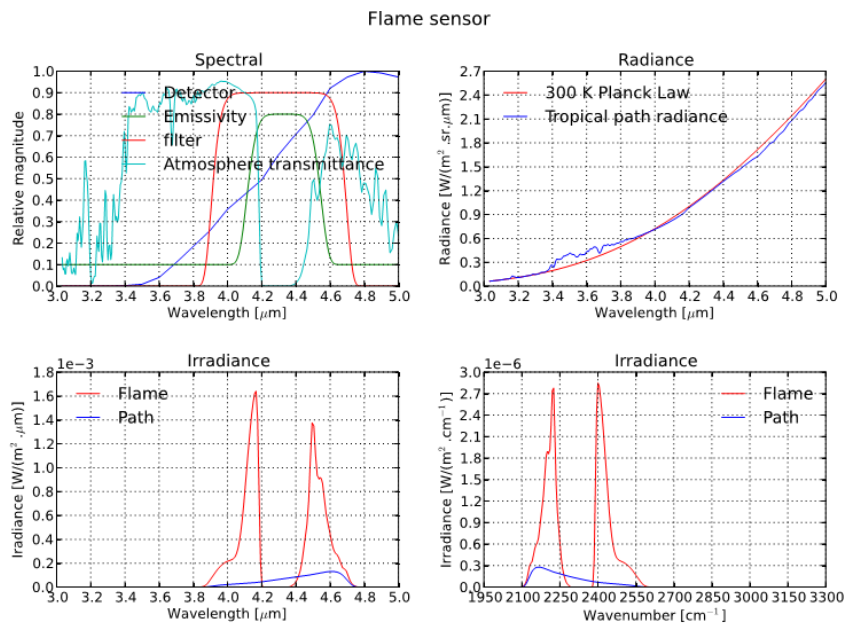 Flame sensor
Spectral
Relative magnitude
1.0
0.9
0.8
0.7
0.6
0.5
0.4
0.3
0.2
0.1
0.0
Detector
Emissivity
filter
Atmosphere transmittance
3.0 3.2 3.4 3.6 3.8 4.0 4.2 4.4 4.6 4.8 5.0
Wavelength [μm]
Radiance
Radiance [W/(m² .sr.μm)]
2.7
2.4
2.1
1.8
1.5
1.2
0.9
0.6
0.3
0.0
300 K Planck Law
Tropical path radiance
3.0 3.2 3.4 3.6 3.8 4.0 4.2 4.4 4.6 4.8 5.0
Wavelength [μm]
Irradiance
1e−3
Irradiance [W/(m² .μm)]
1.8
1.6
1.4
1.2
1.0
0.8
0.6
0.4
0.2
0.0
Flame
Path
3.0 3.2 3.4 3.6 3.8 4.0 4.2 4.4 4.6 4.8 5.0
Wavelength [μm]
Irradiance
1e−6
Irradiance [W/(m² .cm⁻¹ )]
3.0
2.7
2.4
2.1
1.8
1.5
1.2
0.9
0.6
0.3
0.0
Flame
Path
1950 2100 2250 2400 2550 2700 2850 3000 3150 3300
Wavenumber [cm⁻¹ ]